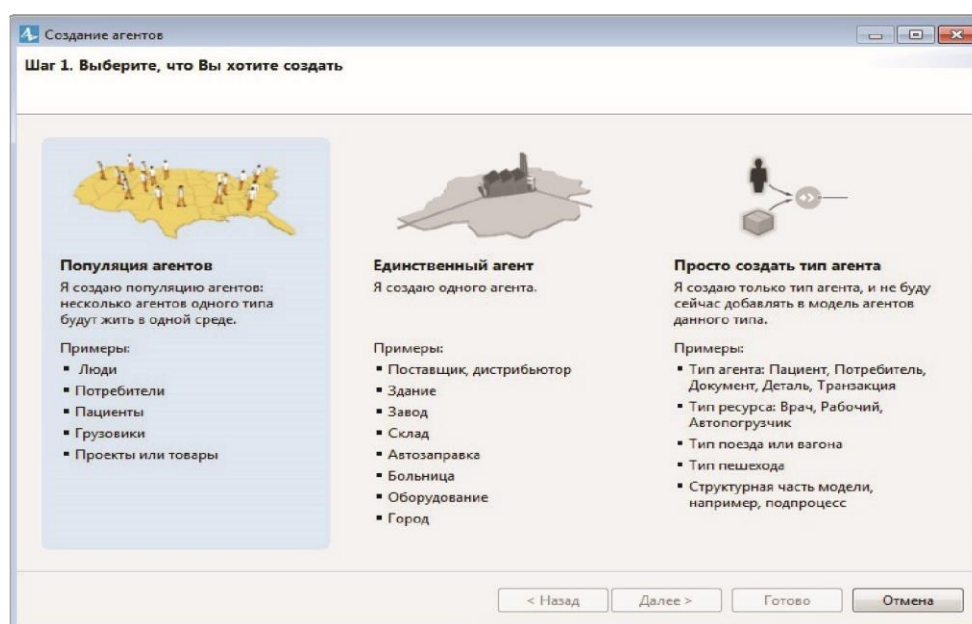 Создание агентов
Шаг 1. Выберите, что Вы хотите создать
Популяция агентов
Я создаю популяцию агентов:
несколько агентов одного типа
будут жить в одной среде.
Примеры:
▪ Люди
▪ Потребители
▪ Пациенты
▪ Грузовики
▪ Проекты или товары
Единственный агент
Я создаю одного агента.
Примеры:
▪ Поставщик, дистрибьютор
▪ Здание
▪ Завод
▪ Склад
▪ Автозаправка
▪ Больница
▪ Оборудование
▪ Город
Просто создать тип агента
Я создаю только тип агента, и не буду
сейчас добавлять в модель агентов
данного типа.
Примеры:
▪ Тип агента: Пациент, Потребитель,
Документ, Деталь, Транзакция
▪ Тип ресурса: Врач, Рабочий,
Автопогрузчик
▪ Тип поезда или вагона
▪ Тип пешехода
▪ Структурная часть модели,
например, подпроцесс
< Назад
Далее >
Готово
Отмена